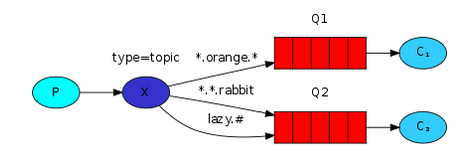 Q1
type=topic
*.orange.*
C₁
P
X
*.*.rabbit
Q2
lazy.#
C₂